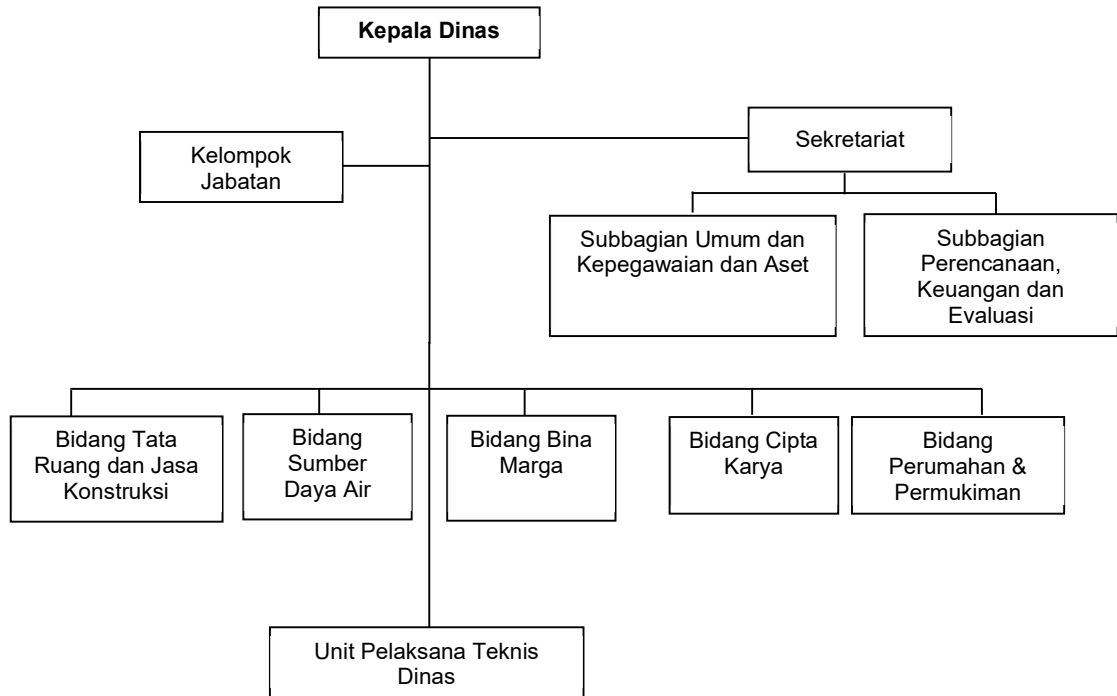 Kepala Dinas
Sekretariat
Kelompok
Jabatan
Subbagian Umum dan
Kepegawaian dan Aset
Subbagian
Perencanaan,
Keuangan dan
Evaluasi
Bidang Tata
Ruang dan Jasa
Konstruksi
Bidang
Sumber
Daya Air
Bidang Bina
Marga
Bidang Cipta
Karya
Bidang
Perumahan &
Permukiman
Unit Pelaksana Teknis
Dinas